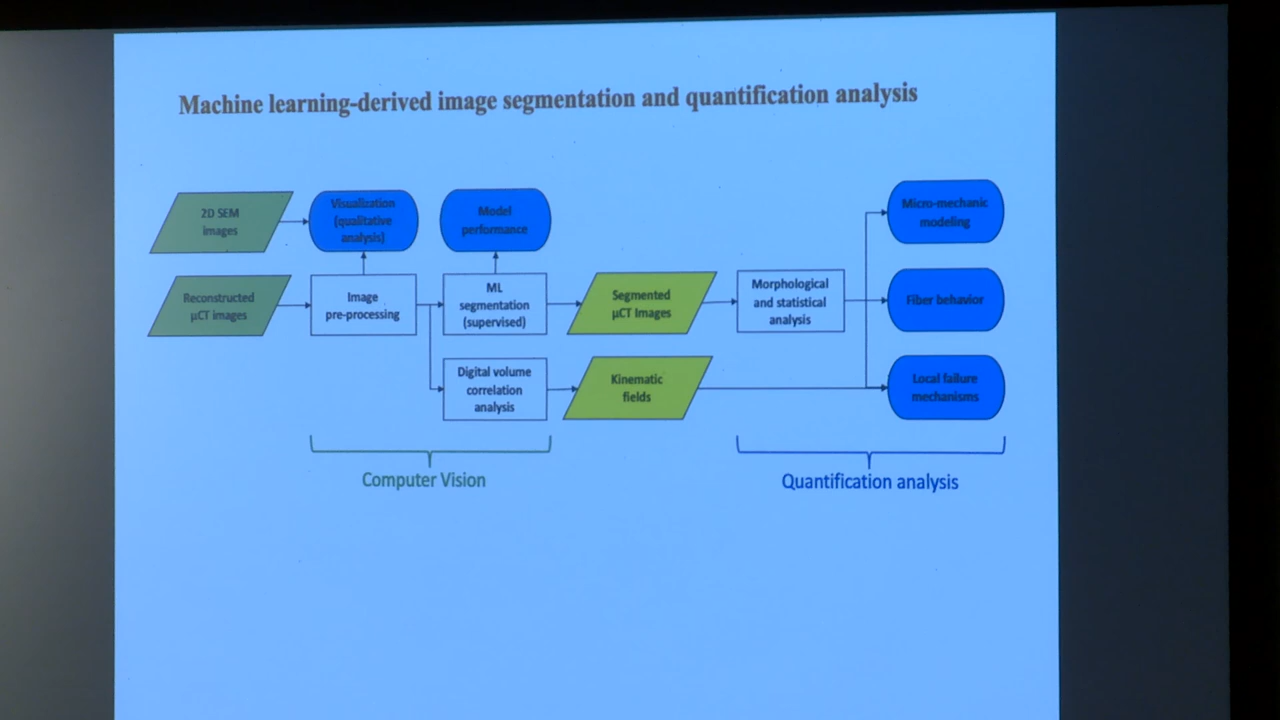 Machine learning-derived image segmentation and quantification analysis
2D SEM
images
Visualization
(qualitative
analysis)
Model
performance
Micro-mechanic
modeling
Reconstructed
μCT images
Image
pre-processing
ML
segmentation
(supervised)
Segmented
μCT Images
Morphological
and statistical
analysis
Fiber behavior
Digital volume
correlation
analysis
Kinematic
fields
Local failure
mechanisms
Computer Vision
Quantification analysis